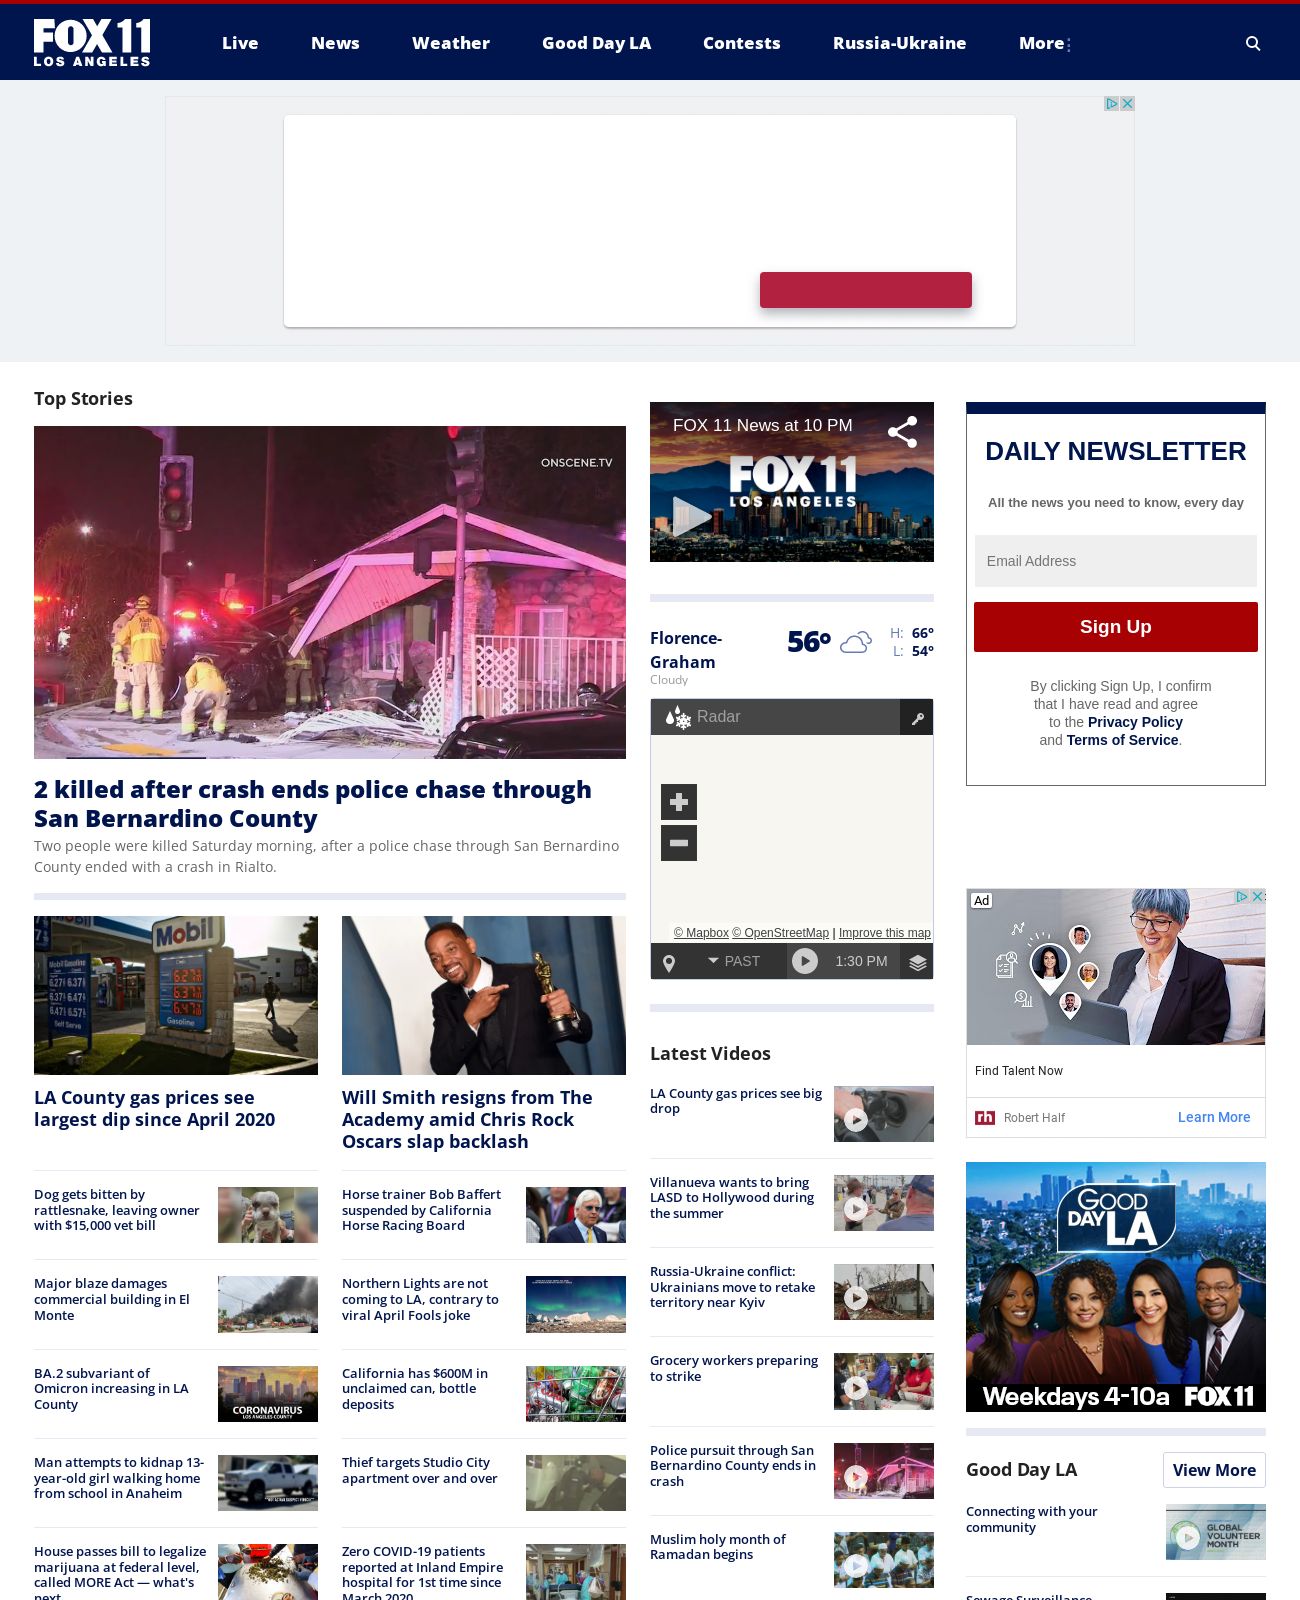 FOX 11
LOS ANGELES
Live
News
Weather
Good Day LA
Contests
Russia-Ukraine
More
Top Stories
ONSCENE.TV
2 killed after crash ends police chase through
San Bernardino County
Two people were killed Saturday morning, after a police chase through San Bernardino
County ended with a crash in Rialto.
Mobil
LA County gas prices see
largest dip since April 2020
Will Smith resigns from The
Academy amid Chris Rock
Oscars slap backlash
Dog gets bitten by
rattlesnake, leaving owner
with $15,000 vet bill
Major blaze damages
commercial building in El
Monte
BA.2 subvariant of
Omicron increasing in LA
County
CORONAVIRUS
LOS ANGELES COUNTY
Man attempts to kidnap 13-
year-old girl walking home
from school in Anaheim
House passes bill to legalize
marijuana at federal level,
called MORE Act — what's
next
Horse trainer Bob Baffert
suspended by California
Horse Racing Board
Northern Lights are not
coming to LA, contrary to
viral April Fools joke
California has $600M in
unclaimed can, bottle
deposits
Thief targets Studio City
apartment over and over
Zero COVID-19 patients
reported at Inland Empire
hospital for 1st time since
March 2020
FOX 11 News at 10 PM
FOX 11
LOS ANGELES
Florence-
Graham
Cloudy
56°
H: 66°
L: 54°
Radar
© Mapbox © OpenStreetMap | Improve this map
PAST
1:30 PM
Latest Videos
LA County gas prices see big
drop
Villanueva wants to bring
LASD to Hollywood during
the summer
Russia-Ukraine conflict:
Ukrainians move to retake
territory near Kyiv
Grocery workers preparing
to strike
Police pursuit through San
Bernardino County ends in
crash
Muslim holy month of
Ramadan begins
DAILY NEWSLETTER
All the news you need to know, every day
Email Address
Sign Up
By clicking Sign Up, I confirm
that I have read and agree
to the Privacy Policy
and Terms of Service.
Ad
Find Talent Now
rh
Robert Half
Learn More
GOOD
DAY LA
Weekdays 4-10a FOX 11
Good Day LA
View More
Connecting with your
community
GLOBAL
VOLUNTEER
MONTH
Sewage Surveillance